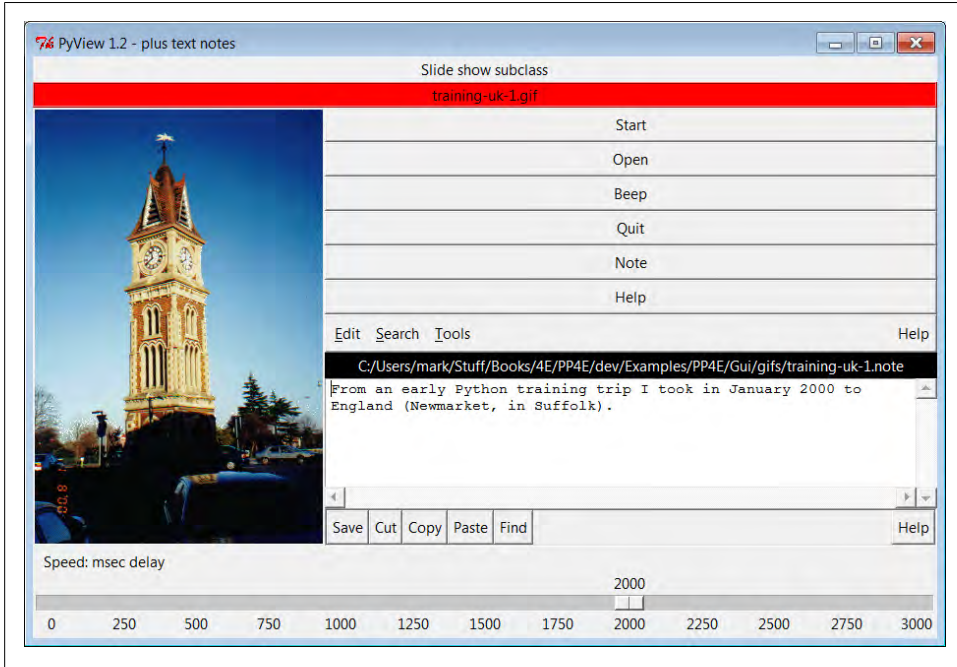 PyView 1.2 - plus text notes
Slide show subclass
training-uk-1.gif
Start
Open
Beep
Quit
Note
Help
Edit Search Tools Help
C:/Users/mark/Stuff/Books/4E/PP4E/dev/Examples/PP4E/Gui/gifs/training-uk-1.note
From an early Python training trip I took in January 2000 to
England (Newmarket, in Suffolk).
Save Cut Copy Paste Find Help
Speed: msec delay
2000
0 250 500 750 1000 1250 1500 1750 2000 2250 2500 2750 3000